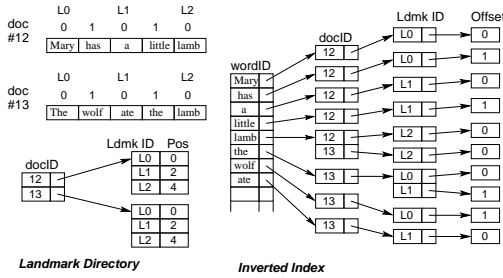 doc #12
L0 L1 L2
0 1 0 1 0
Mary has a little lamb
doc #13
L0 L1 L2
0 1 0 1 0
The wolf ate the lamb
docID
12
13
Ldmk ID Pos
L0 0
L1 2
L2 4
L0 0
L1 2
L2 4
Landmark Directory
wordID
Mary
has
a
little
lamb
the
wolf
ate
docID
12
12
12
12
12
13
13
13
13
Ldmk ID
L0
L0
L1
L1
L2
L2
L0
L1
L0
L1
Offset
0
1
0
1
0
0
0
1
1
0
Inverted Index